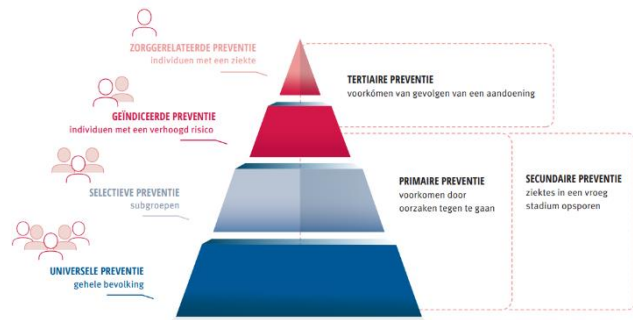 ZORGGERELATEERDE PREVENTIE
individuen met een ziekte
TERTIAIRE PREVENTIE
voorkómen van gevolgen van een aandoening
GEÏNDICEERDE PREVENTIE
individuen met een verhoogd risico
PRIMAIRE PREVENTIE
voorkomen door
oorzaken tegen te gaan
SECUNDAIRE PREVENTIE
ziektes in een vroeg
stadium opsporen
SELECTIEVE PREVENTIE
subgroepen
UNIVERSELE PREVENTIE
gehele bevolking